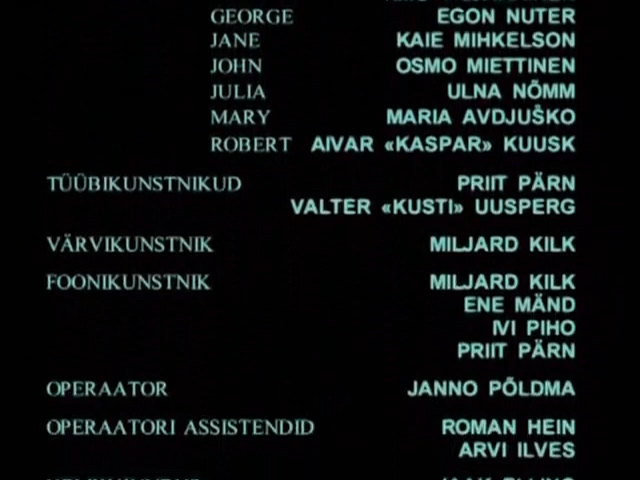 GEORGE EGON NUTER
JANE KAIE MIHKELSON
JOHN OSMO MIETTINEN
JULIA ULNA NÕMM
MARY MARIA AVDJUŠKO
ROBERT AIVAR «KASPAR» KUUSK
TÜÜBIKUNSTNIKUD PRIIT PÄRN
VALTER «KUSTI» UUSPERG
VÄRVIKUNSTNIK MILJARD KILK
FOONIKUNSTNIK MILJARD KILK
ENE MÄND
IVI PIHO
PRIIT PÄRN
OPERAATOR JANNO PÕLDMA
OPERAATORI ASSISTENDID ROMAN HEIN
ARVI ILVES